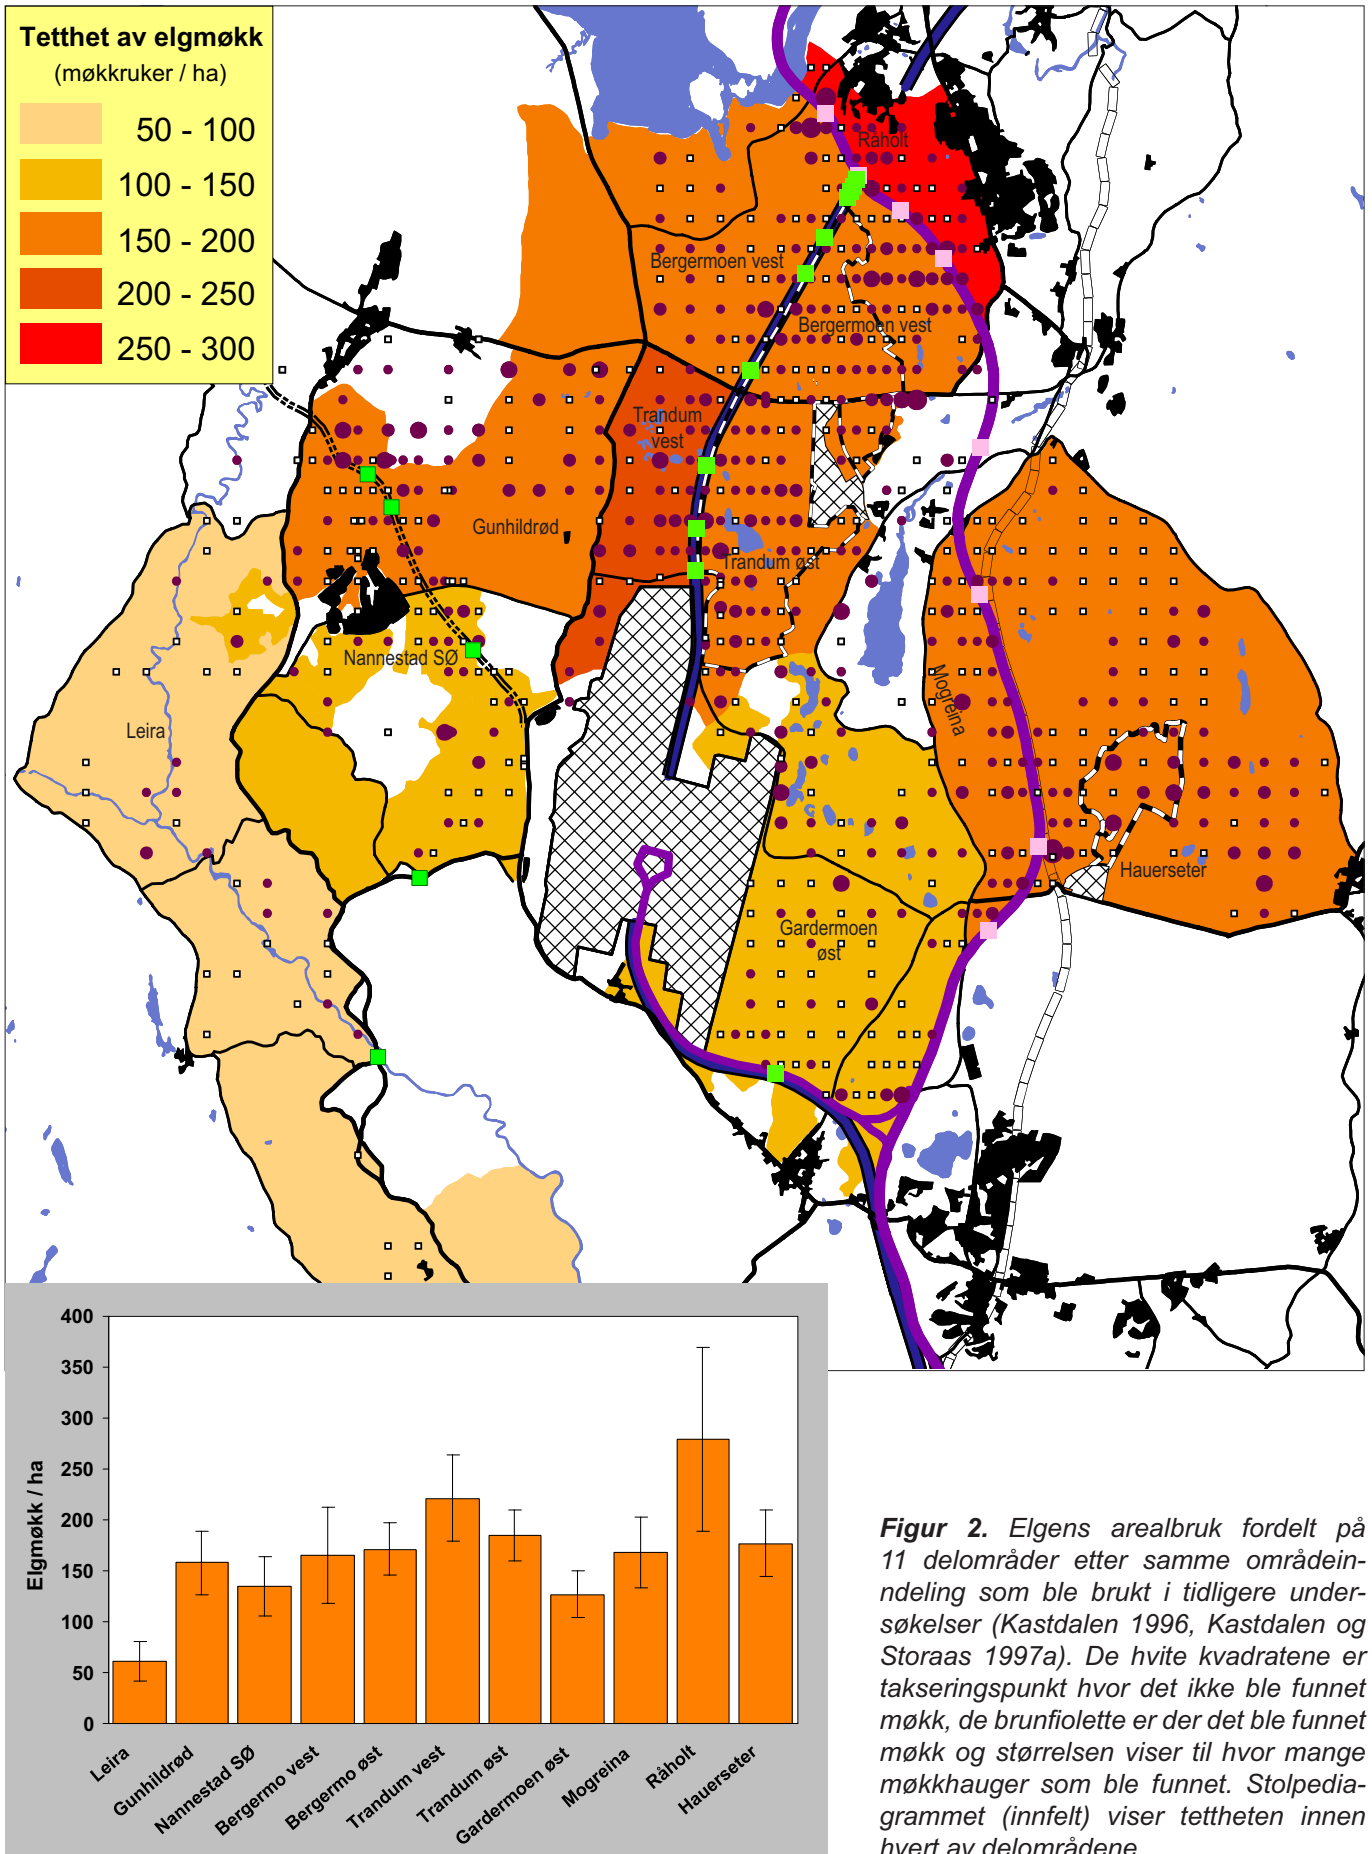 Tetthet av elgmøkk
(møkkruker / ha)
50 - 100
100 - 150
150 - 200
200 - 250
250 - 300
Råholt
Bergermoen vest
Bergermoen vest
Trandum
vest
Gunhildrød
Trandum øst
Nannestad SØ
Mogreina
Leira
Hauerseter
Gardermoen
øst
400
350
300
250
200
150
100
50
0
Elgmøkk / ha
Leira
Gunhildrød
Nannestad SØ
Bergermo vest
Bergermo øst
Trandum vest
Trandum øst
Gardermoen øst
Mogreina
Råholt
Hauerseter
Figur 2. Elgens arealbruk fordelt på
11 delområder etter samme områdein-
ndeling som ble brukt i tidligere under-
søkelser (Kastdalen 1996, Kastdalen og
Storaas 1997a). De hvite kvadratene er
takseringspunkt hvor det ikke ble funnet
møkk, de brunfiolette er der det ble funnet
møkk og størrelsen viser til hvor mange
møkkhauger som ble funnet. Stolpedia-
grammet (innfelt) viser tettheten innen
hvert av delområdene